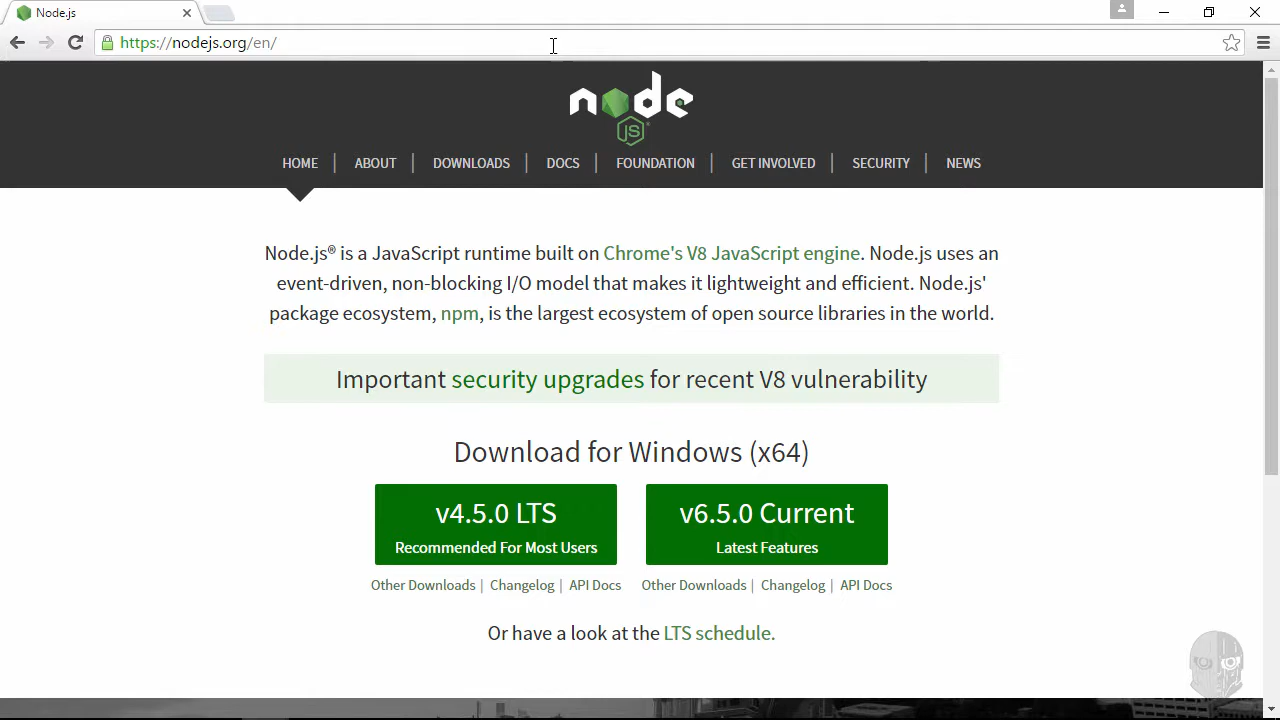 Node.js
https://nodejs.org/en/
node
JS
HOME | ABOUT | DOWNLOADS | DOCS | FOUNDATION | GET INVOLVED | SECURITY | NEWS
Node.js® is a JavaScript runtime built on Chrome's V8 JavaScript engine. Node.js uses an
event-driven, non-blocking I/O model that makes it lightweight and efficient. Node.js'
package ecosystem, npm, is the largest ecosystem of open source libraries in the world.
Important security upgrades for recent V8 vulnerability
Download for Windows (x64)
v4.5.0 LTS
Recommended For Most Users
v6.5.0 Current
Latest Features
Other Downloads | Changelog | API Docs
Other Downloads | Changelog | API Docs
Or have a look at the LTS schedule.